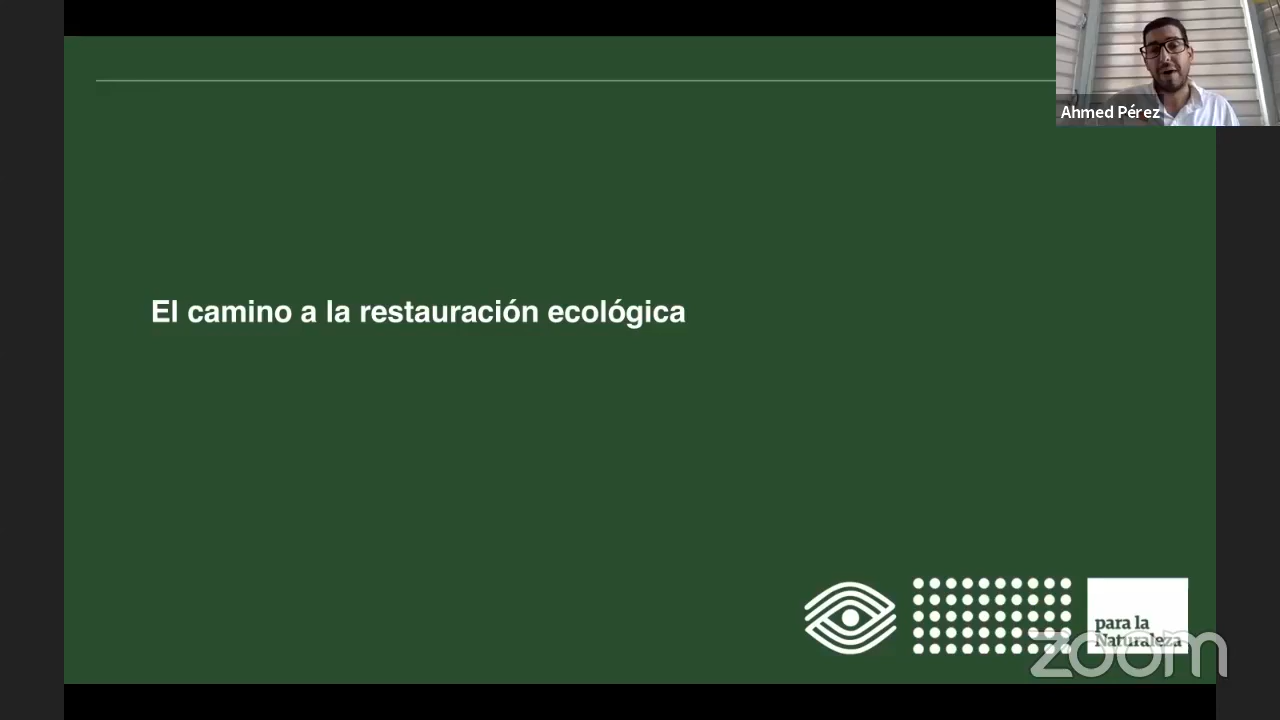 Ahmed Pérez
El camino a la restauración ecológica
para la
Naturaleza
zoom